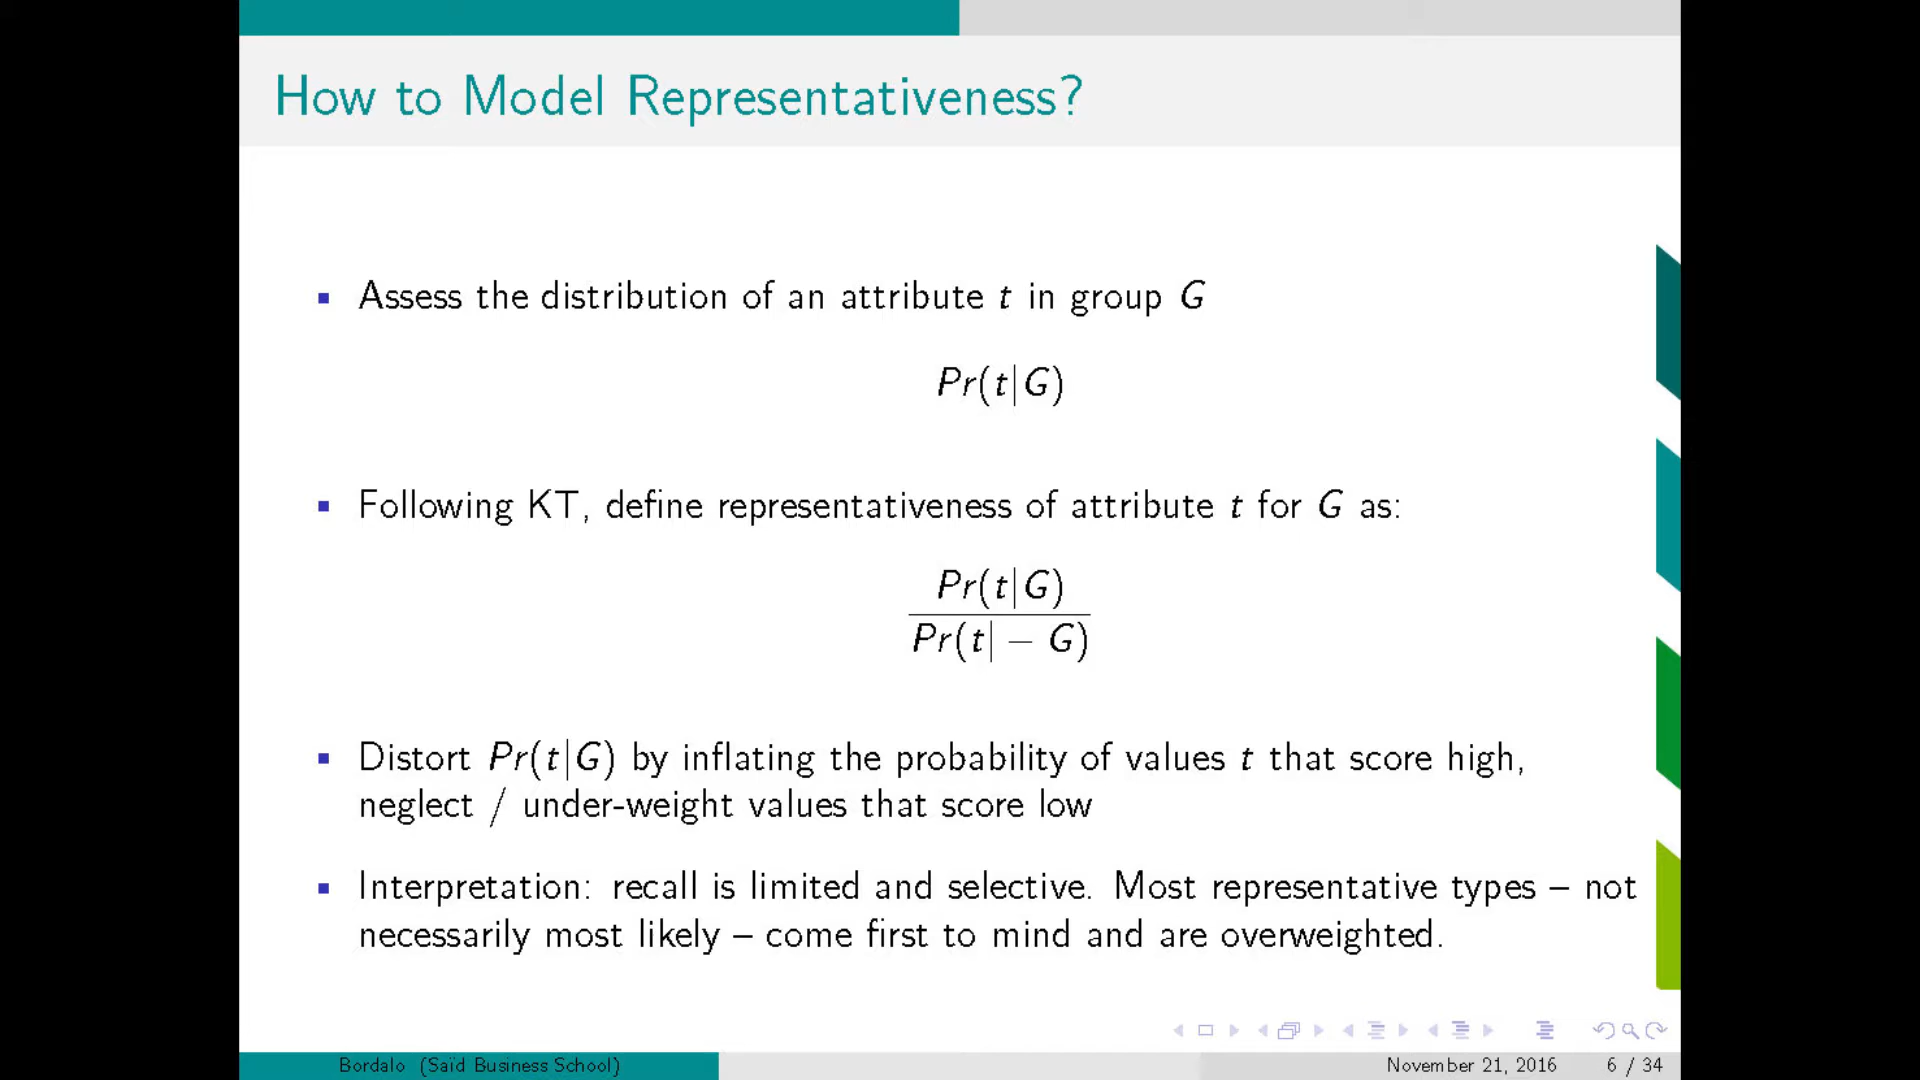 How to Model Representativeness?
▪ Assess the distribution of an attribute t in group G
Pr(t|G)
▪ Following KT, define representativeness of attribute t for G as:
Pr(t|G)
Pr(t| − G)
▪ Distort Pr(t|G) by inflating the probability of values t that score high,
neglect / under-weight values that score low
▪ Interpretation: recall is limited and selective. Most representative types – not
necessarily most likely – come first to mind and are overweighted.
Bordalo (Saïd Business School) November 21, 2016 6 / 34